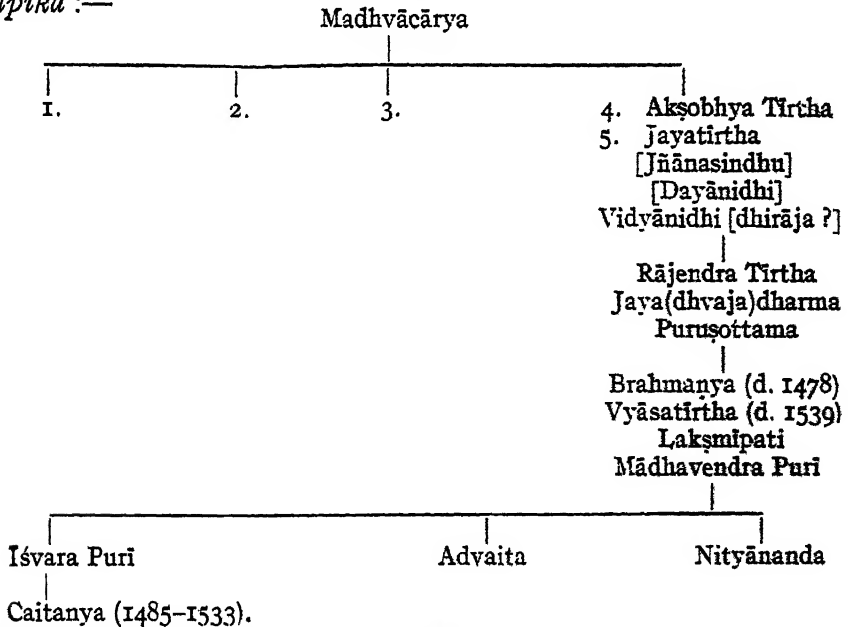 ipikā :—
Madhvācārya
1. 2. 3. 4. Akṣobhya Tīrtha
5. Jayatīrtha
[Jñānasindhu]
[Dayānidhi]
Vidyānidhi [dhirāja ?]
Rājendra Tīrtha
Jaya(dhvaja)dharma
Puruṣottama
Brahmaṇya (d. 1478)
Vyāsatīrtha (d. 1539)
Lakṣmīpati
Mādhavendra Purī
Īśvara Purī Advaita Nityānanda
Caitanya (1485–1533).